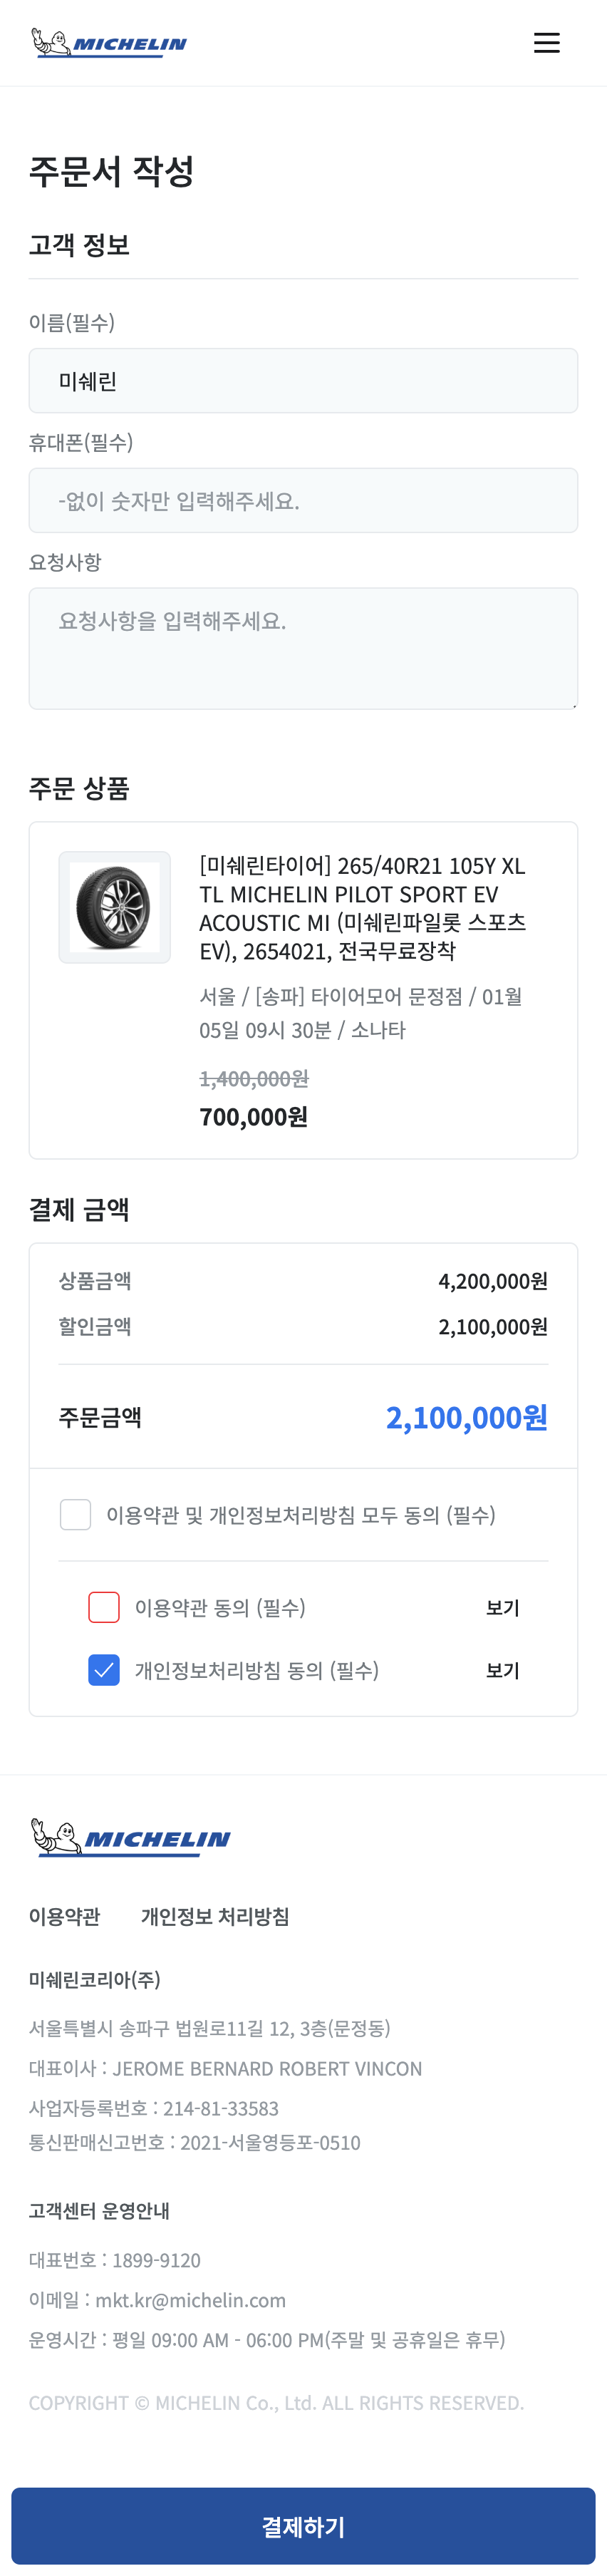 MICHELIN
주문서 작성
고객 정보
이름(필수)
미쉐린
휴대폰(필수)
-없이 숫자만 입력해주세요.
요청사항
요청사항을 입력해주세요.
주문 상품
[미쉐린타이어] 265/40R21 105Y XL
TL MICHELIN PILOT SPORT EV
ACOUSTIC MI (미쉐린파일롯 스포츠
EV), 2654021, 전국무료장착
서울 / [송파] 타이어모어 문정점 / 01월
05일 09시 30분 / 소나타
1,400,000원
700,000원
결제 금액
상품금액 4,200,000원
할인금액 2,100,000원
주문금액 2,100,000원
이용약관 및 개인정보처리방침 모두 동의 (필수)
이용약관 동의 (필수) 보기
개인정보처리방침 동의 (필수) 보기
MICHELIN
이용약관 개인정보 처리방침
미쉐린코리아(주)
서울특별시 송파구 법원로11길 12, 3층(문정동)
대표이사 : JEROME BERNARD ROBERT VINCON
사업자등록번호 : 214-81-33583
통신판매신고번호 : 2021-서울영등포-0510
고객센터 운영안내
대표번호 : 1899-9120
이메일 : mkt.kr@michelin.com
운영시간 : 평일 09:00 AM - 06:00 PM(주말 및 공휴일은 휴무)
COPYRIGHT © MICHELIN Co., Ltd. ALL RIGHTS RESERVED.
결제하기